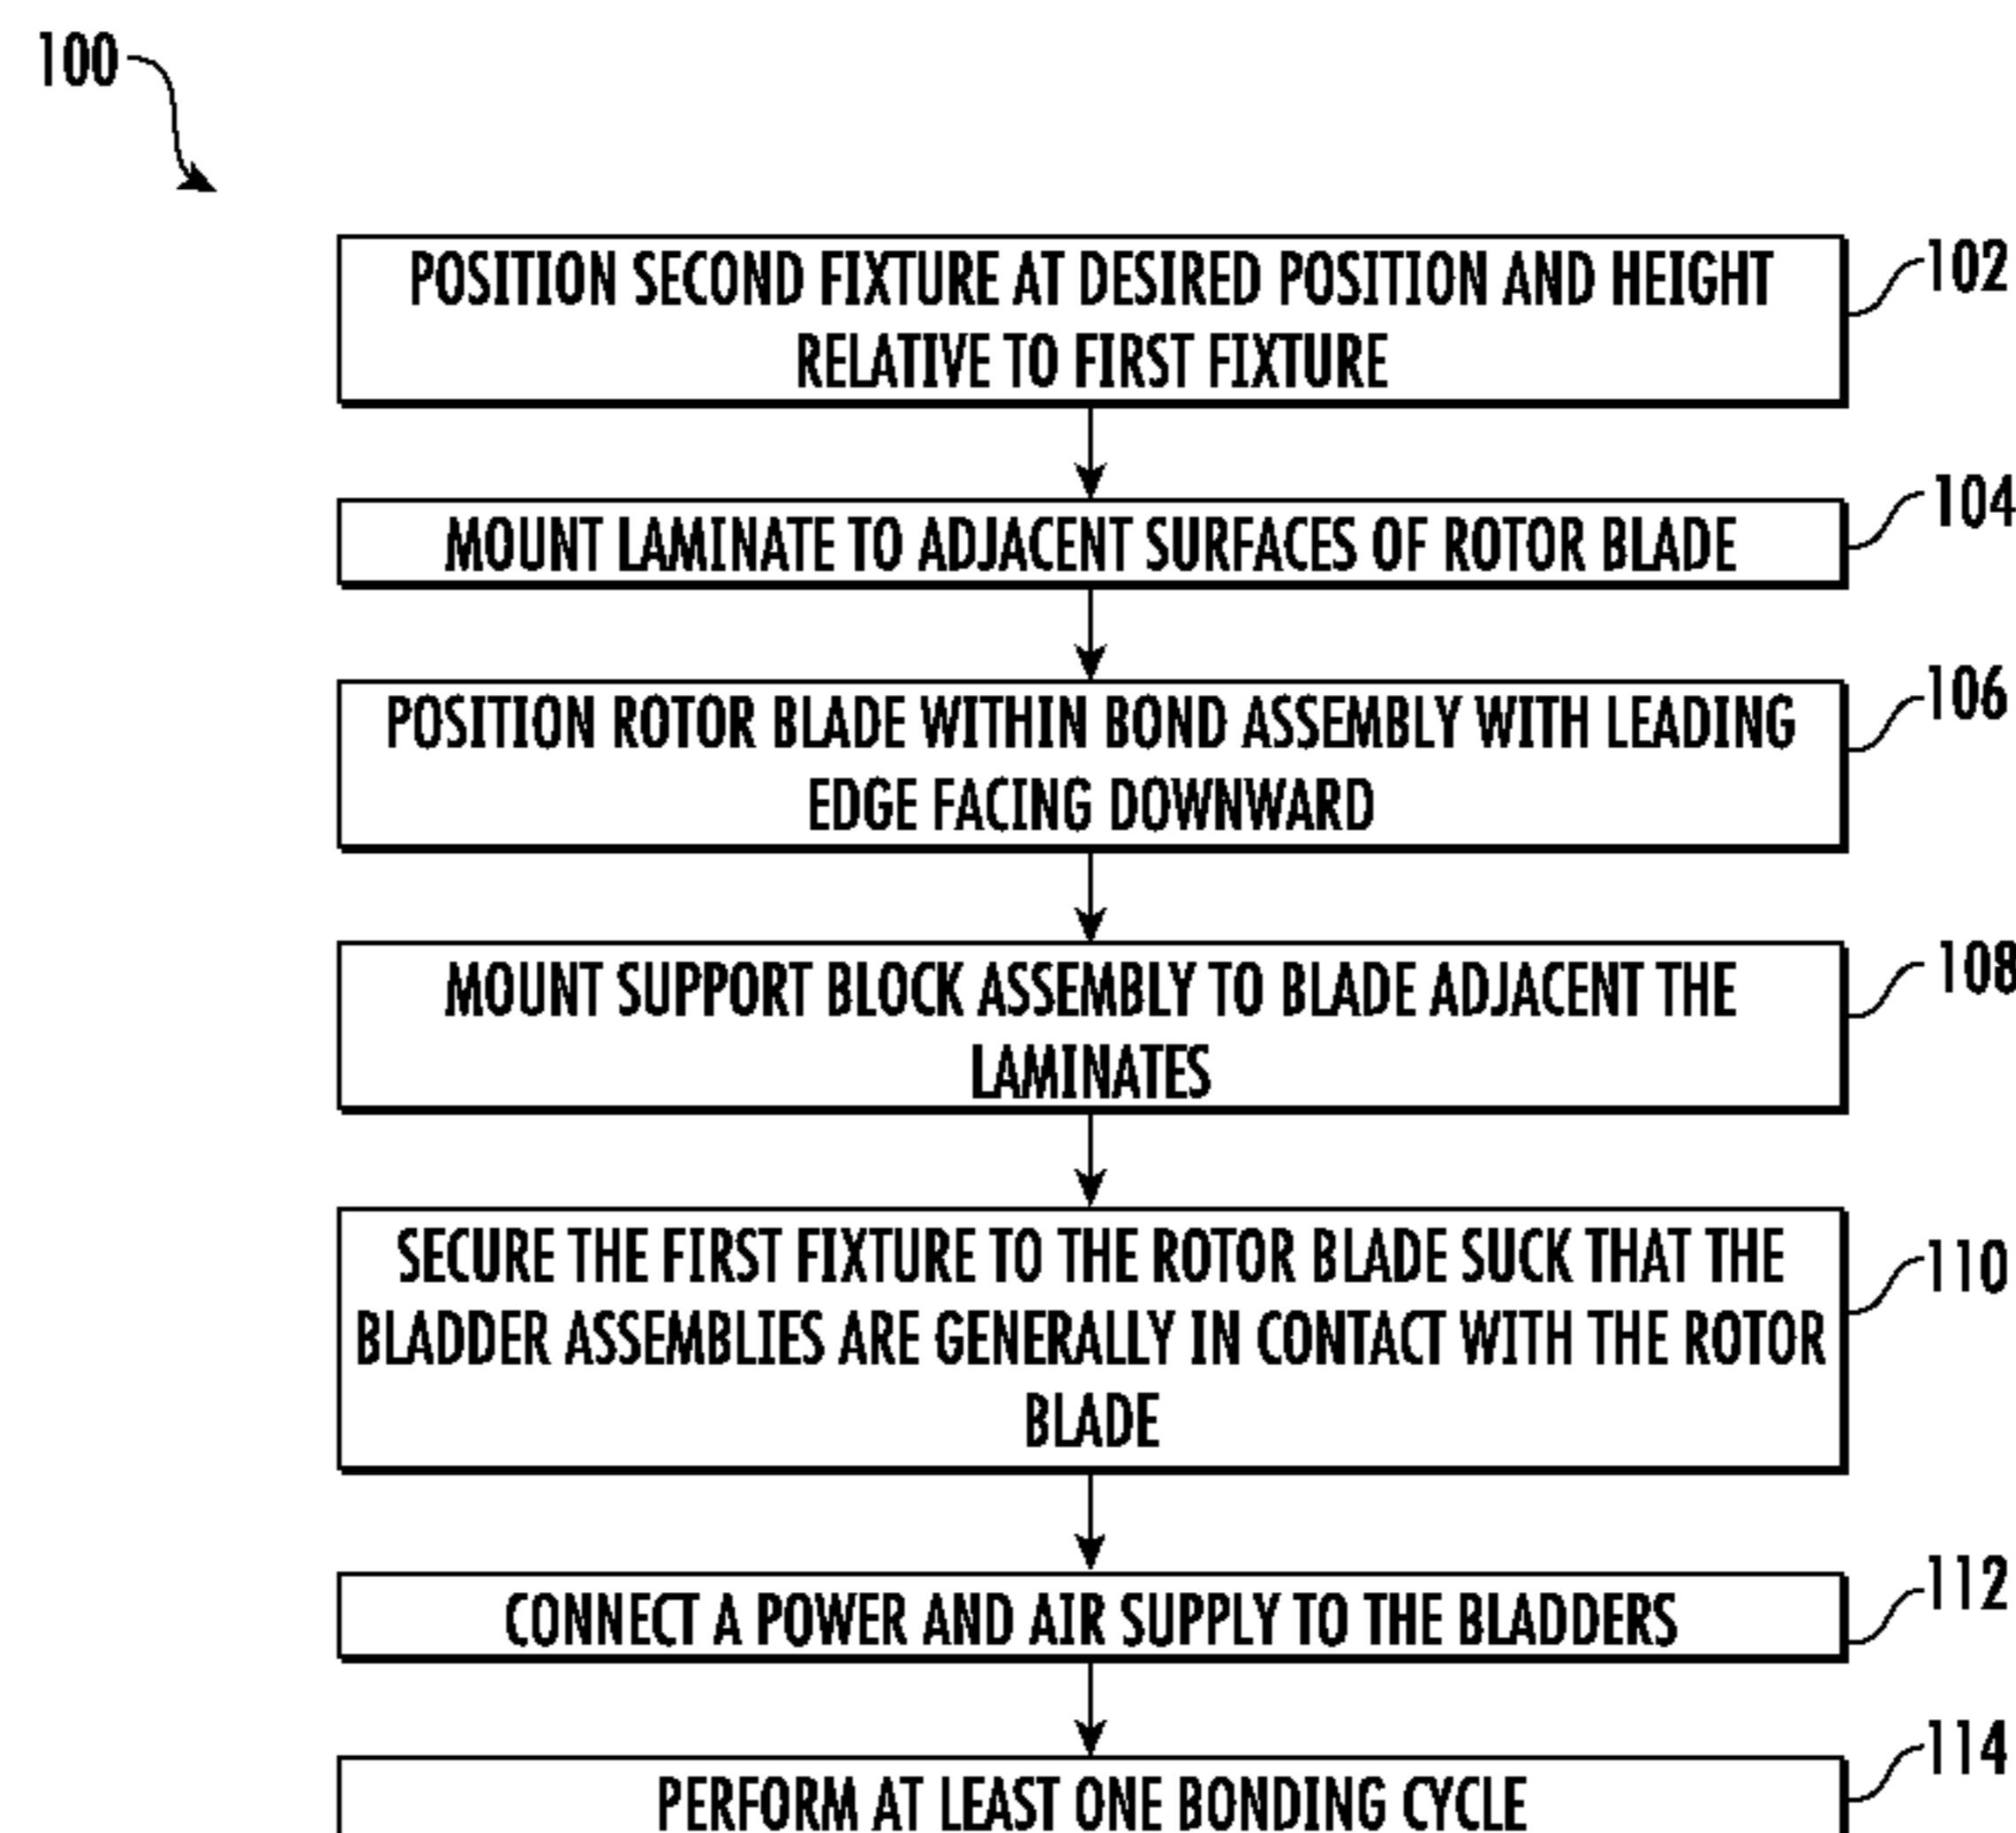 100
POSITION SECOND FIXTURE AT DESIRED POSITION AND HEIGHT
RELATIVE TO FIRST FIXTURE
102
MOUNT LAMINATE TO ADJACENT SURFACES OF ROTOR BLADE
104
POSITION ROTOR BLADE WITHIN BOND ASSEMBLY WITH LEADING
EDGE FACING DOWNWARD
106
MOUNT SUPPORT BLOCK ASSEMBLY TO BLADE ADJACENT THE
LAMINATES
108
SECURE THE FIRST FIXTURE TO THE ROTOR BLADE SUCK THAT THE
BLADDER ASSEMBLIES ARE GENERALLY IN CONTACT WITH THE ROTOR
BLADE
110
CONNECT A POWER AND AIR SUPPLY TO THE BLADDERS
112
PERFORM AT LEAST ONE BONDING CYCLE
114